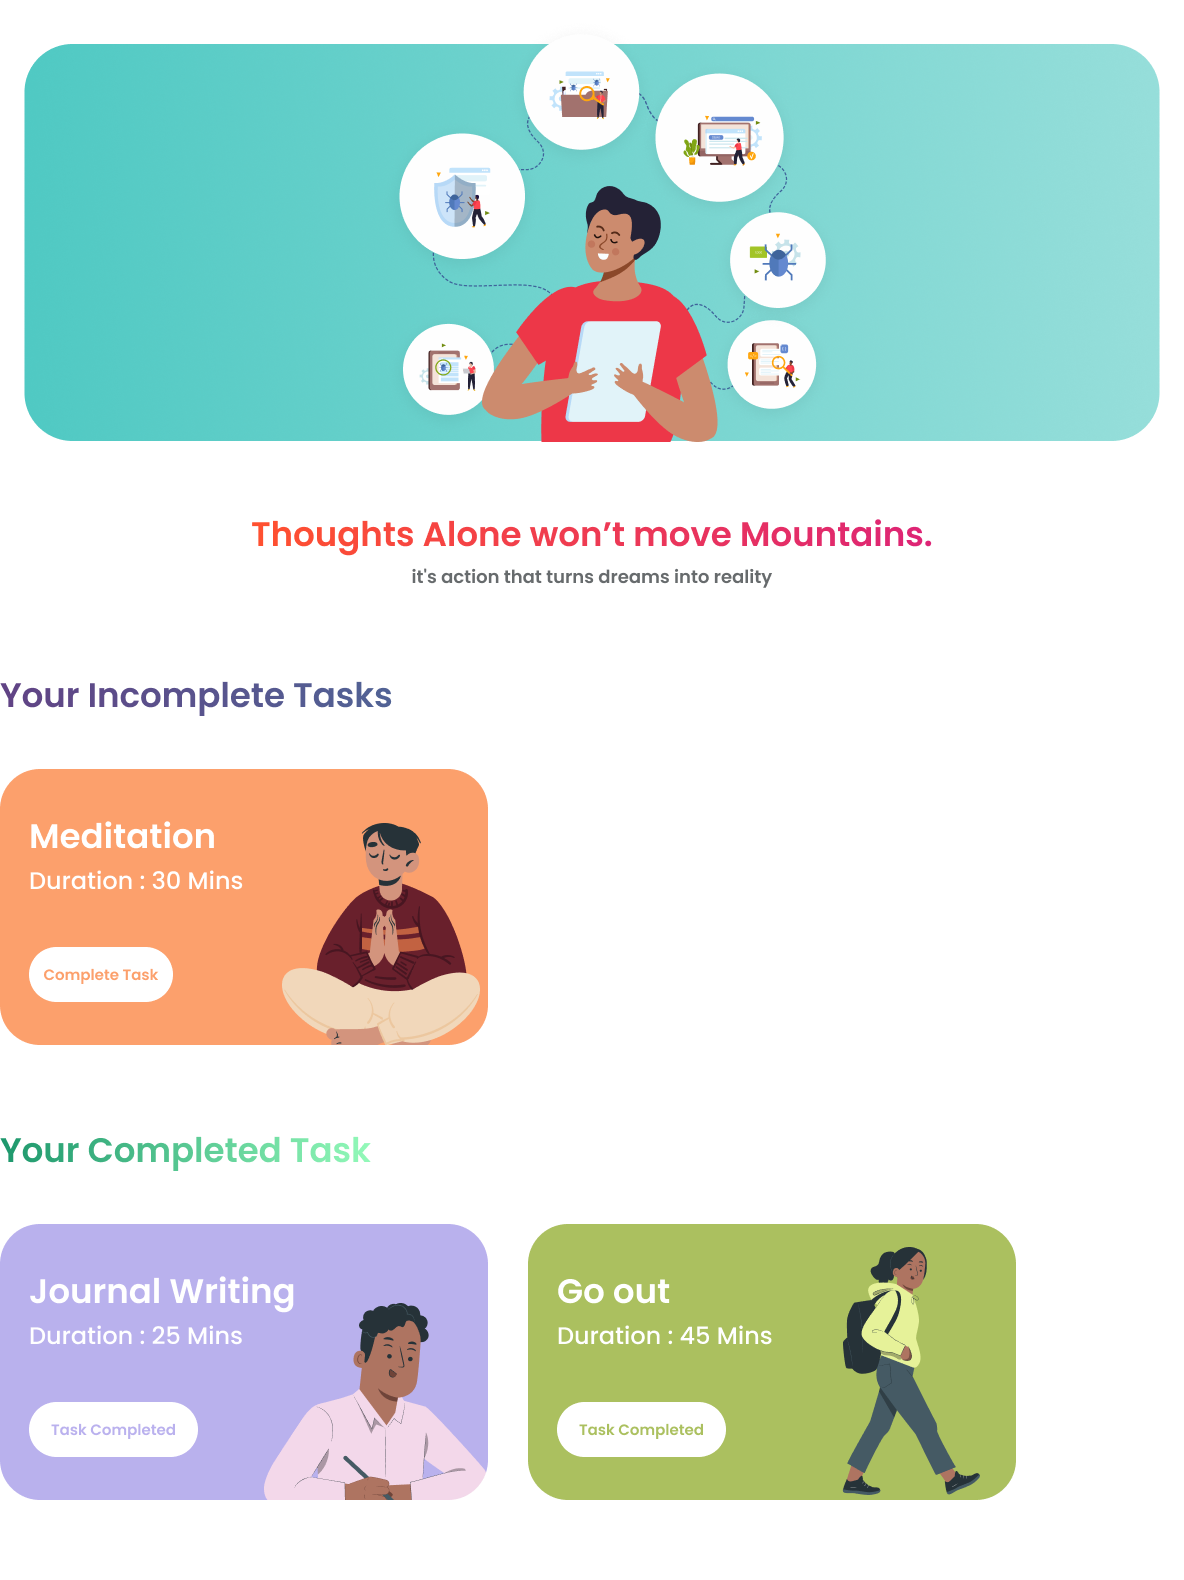 Thoughts Alone won’t move Mountains.
it's action that turns dreams into reality
Your Incomplete Tasks
Meditation
Duration : 30 Mins
Complete Task
Your Completed Task
Journal Writing
Duration : 25 Mins
Task Completed
Go out
Duration : 45 Mins
Task Completed